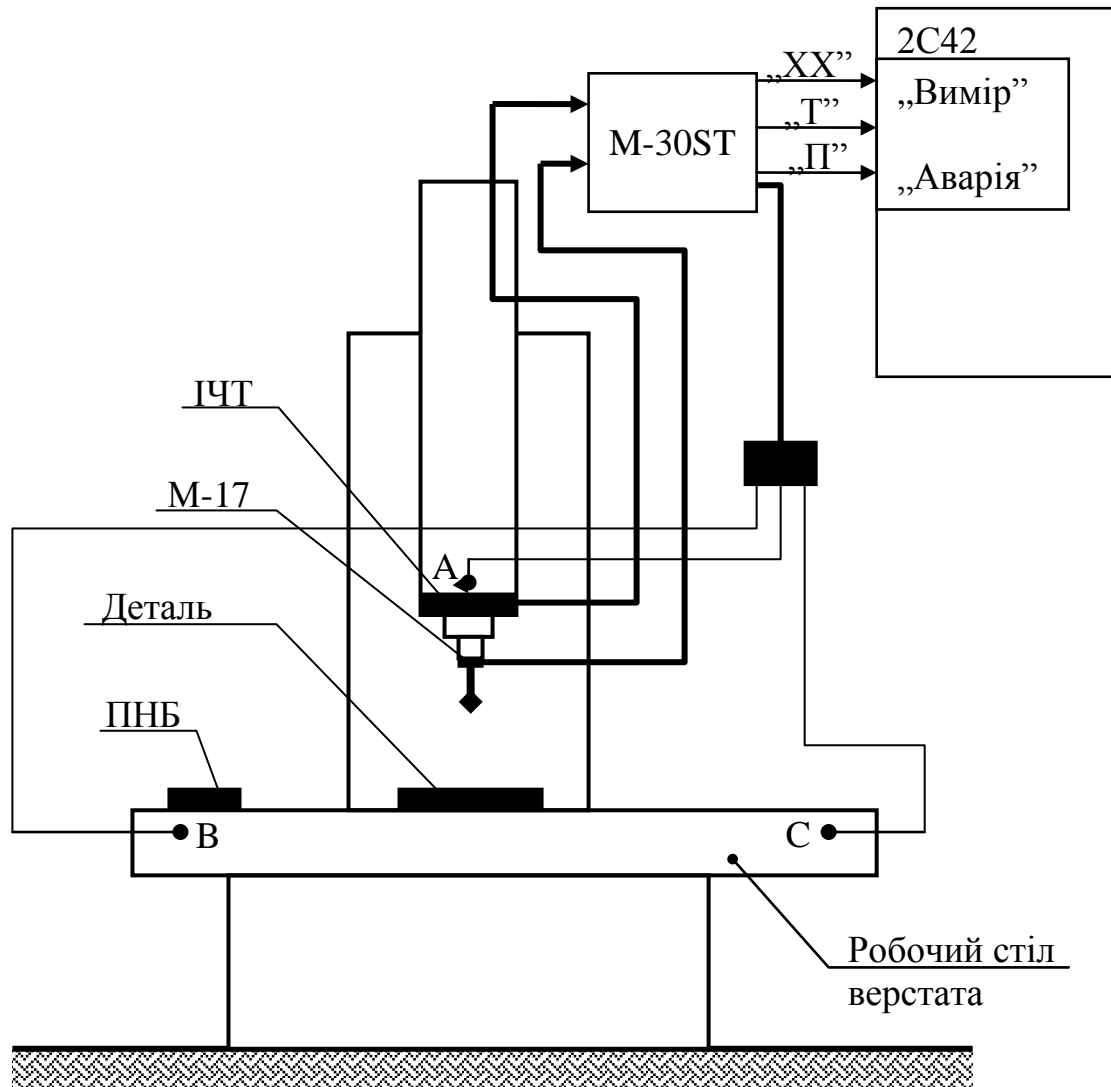 2С42
„ХХ”
„Вимір”
„Т”
М-30ST
„П”
„Аварія”
ІЧТ
М-17
А
Деталь
ПНБ
В
С
Робочий стіл
верстата